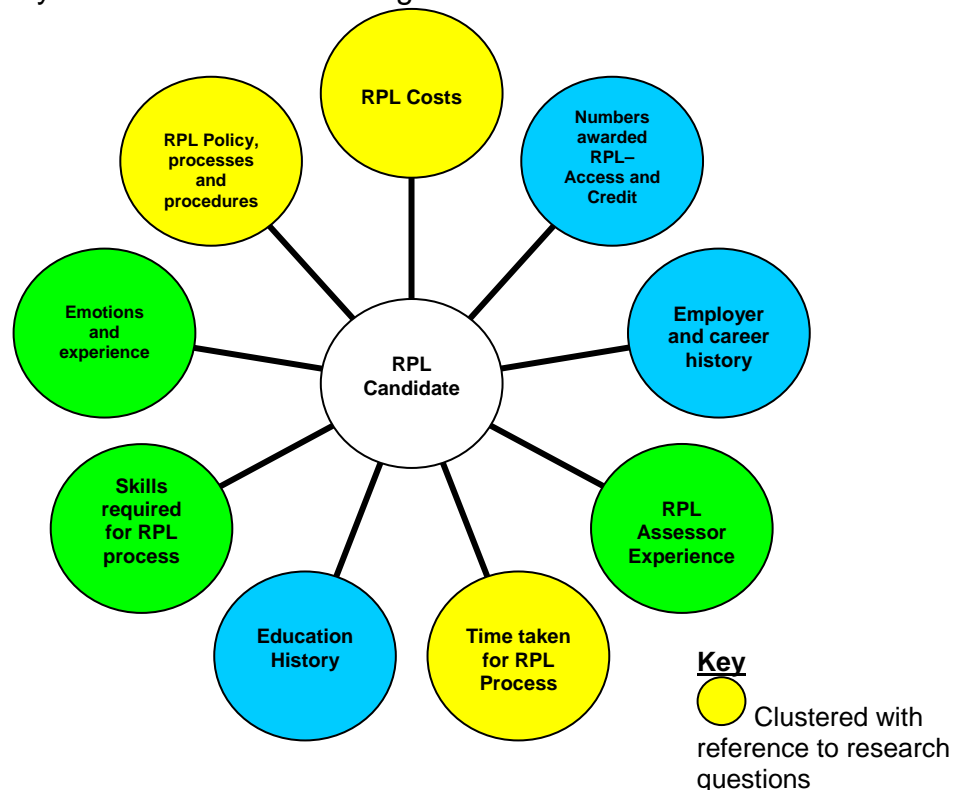 RPL Costs
Numbers
awarded
RPL–
Access and
Credit
RPL Policy,
processes
and
procedures
Emotions
and
experience
Employer
and career
history
RPL
Candidate
Skills
required
for RPL
process
RPL
Assessor
Experience
Education
History
Time taken
for RPL
Process
Key
Clustered with
reference to research
questions